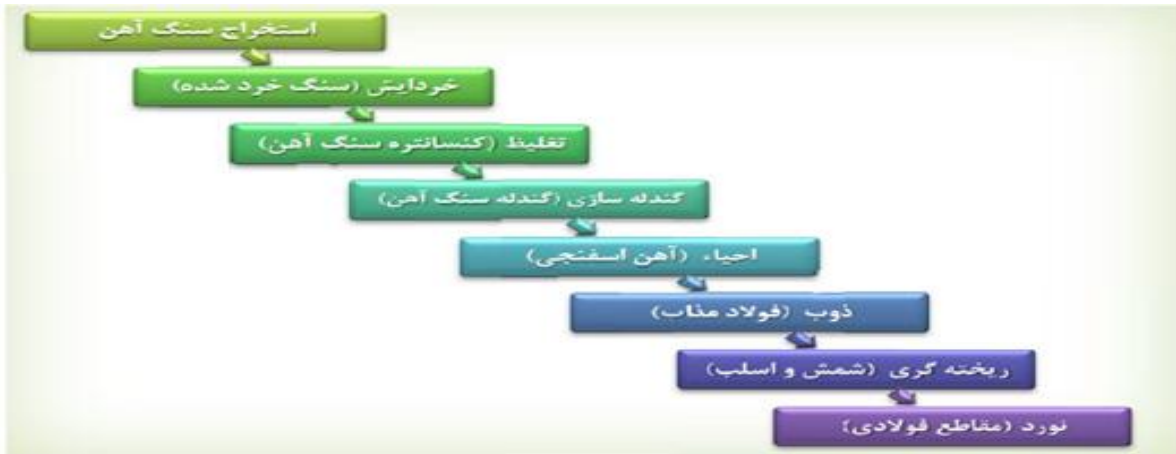 استخراج سنگ آهن
خردایش (سنگ خرد شده)
تغلیظ (کنسانتره سنگ آهن)
گندله سازی (گندله سنگ آهن)
احیاء (آهن اسفنجی)
ذوب (فولاد مذاب)
ریخته گری (شمش و اسلب)
نورد (مقاطع فولادی)